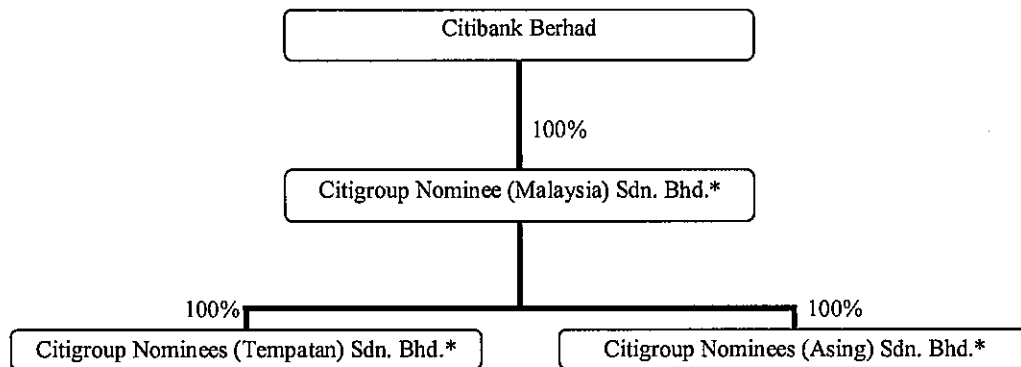 Citibank Berhad
100%
Citigroup Nominee (Malaysia) Sdn. Bhd.*
100%
100%
Citigroup Nominees (Tempatan) Sdn. Bhd.*
Citigroup Nominees (Asing) Sdn. Bhd.*